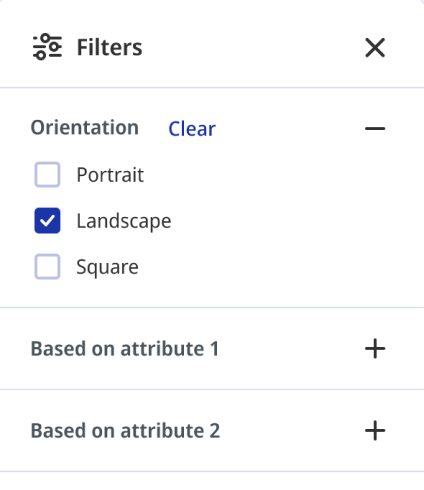 Filters
Orientation Clear
Portrait
Landscape
Square
Based on attribute 1
Based on attribute 2